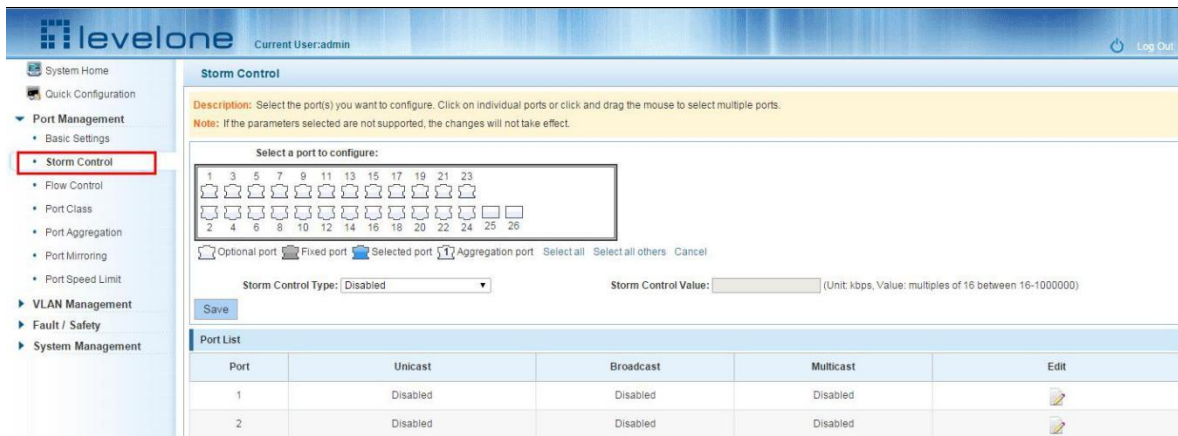 levelone Current User:admin Log Out
System Home
Quick Configuration
Port Management
Basic Settings
Storm Control
Flow Control
Port Class
Port Aggregation
Port Mirroring
Port Speed Limit
VLAN Management
Fault / Safety
System Management
Storm Control
Description: Select the port(s) you want to configure. Click on individual ports or click and drag the mouse to select multiple ports.
Note: If the parameters selected are not supported, the changes will not take effect.
Select a port to configure:
1 3 5 7 9 11 13 15 17 19 21 23
2 4 6 8 10 12 14 16 18 20 22 24 25 26
Optional port Fixed port Selected port 1 Aggregation port Select all Select all others Cancel
Storm Control Type: Disabled Storm Control Value: (Unit: kbps, Value: multiples of 16 between 16-1000000)
Save
Port List
Port Unicast Broadcast Multicast Edit
1 Disabled Disabled Disabled
2 Disabled Disabled Disabled